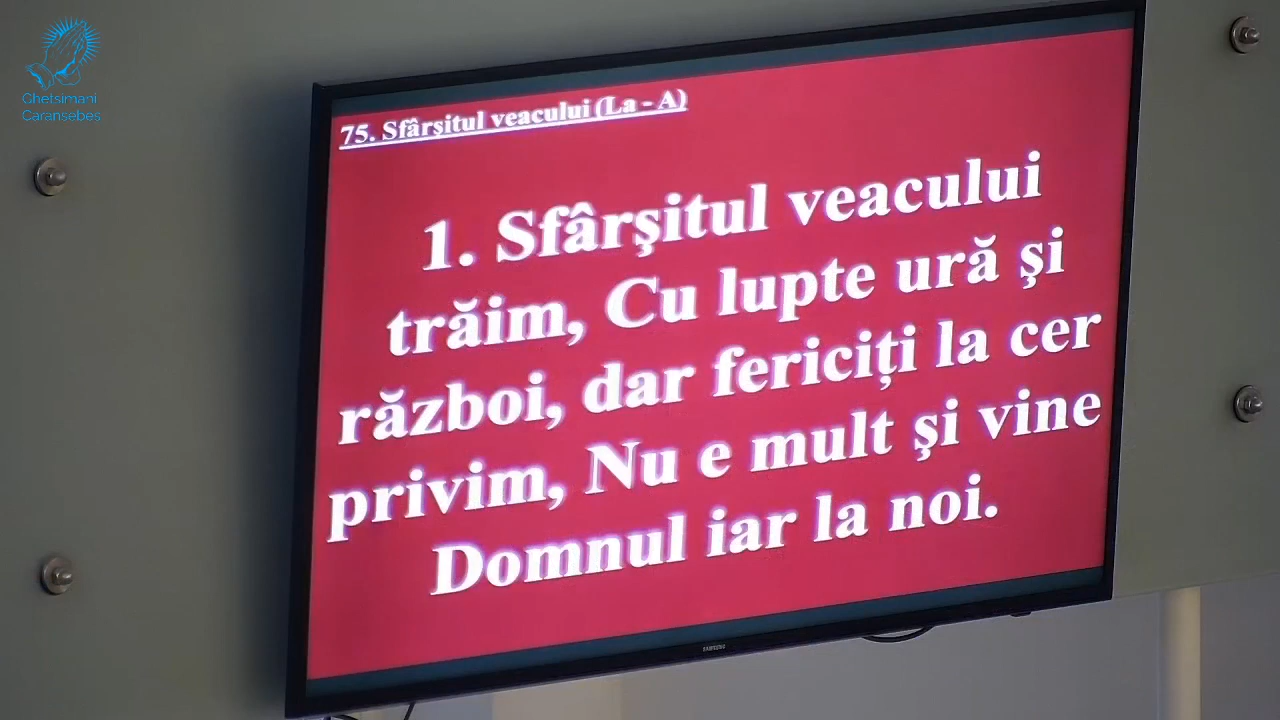 Ghetsimani
Caransebes
75. Sfârşitul veacului (La - A)
1. Sfârşitul veacului
trăim, Cu lupte ură şi
război, dar fericiți la cer
privim, Nu e mult şi vine
Domnul iar la noi.
SAMSUNG